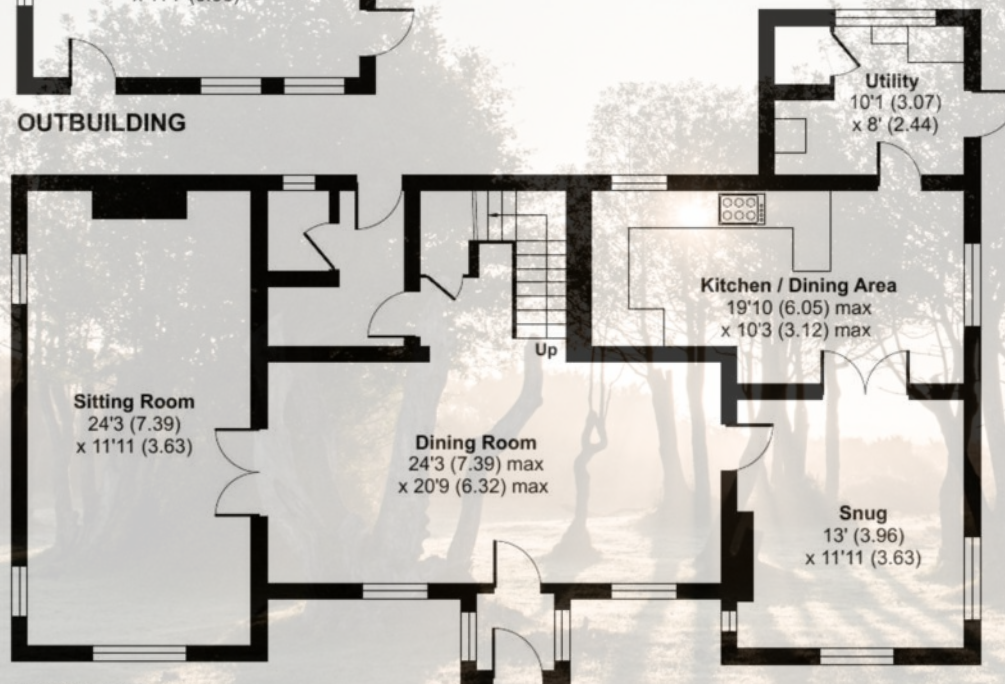 OUTBUILDING
Utility
10'1 (3.07)
x 8' (2.44)
Kitchen / Dining Area
19'10 (6.05) max
x 10'3 (3.12) max
Up
Sitting Room
24'3 (7.39)
x 11'11 (3.63)
Dining Room
24'3 (7.39) max
x 20'9 (6.32) max
Snug
13' (3.96)
x 11'11 (3.63)